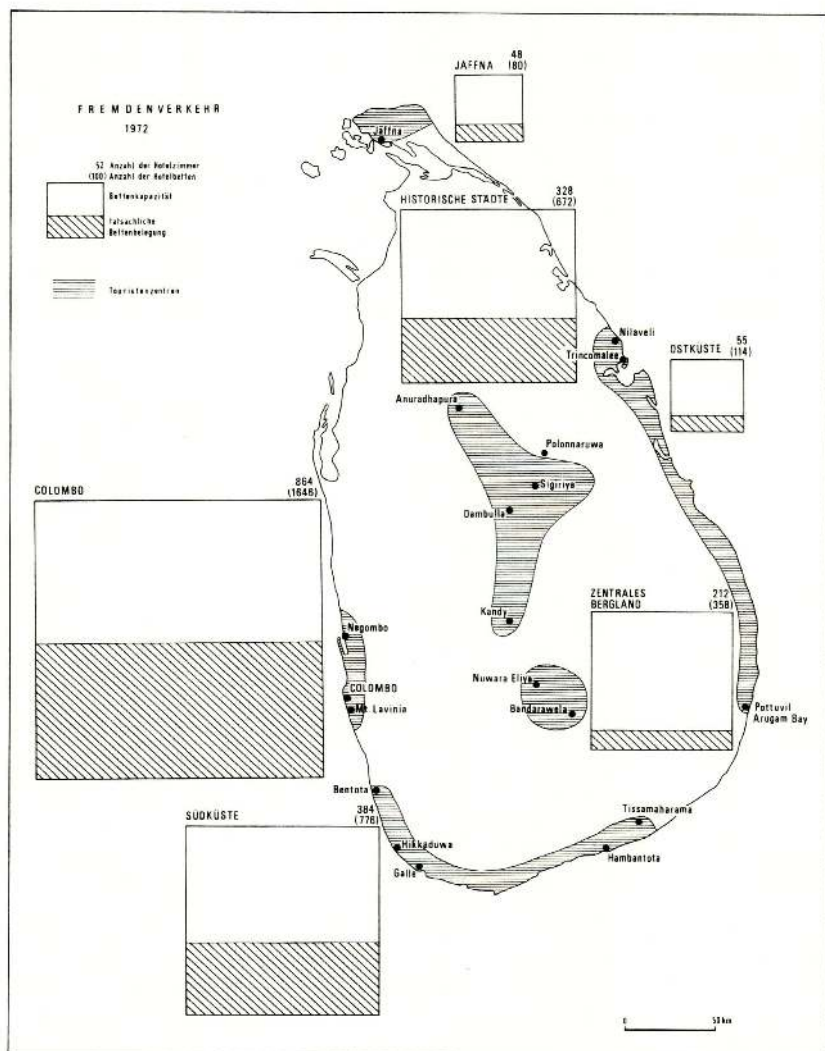 FREMDENVERKEHR
1972
52 Anzahl der Hotelzimmer
(100) Anzahl der Hotelbetten
Bettenkapazität
Tatsächliche
Bettenbelegung
Touristenzentren
JAFFNA
48
(80)
Jaffna
HISTORISCHE STÄDTE
328
(672)
Nilaveli
Trincomalee
OSTKÜSTE
55
(114)
Anuradhapura
Polonnaruwa
Sigiriya
Dambulla
Kandy
COLOMBO
864
(1646)
Negombo
COLOMBO
Mt. Lavinia
ZENTRALES
BERGLAND
212
(358)
Nuwara Eliya
Bandarawela
Pottuvil
Arugam Bay
Bentota
SÜDKÜSTE
384
(776)
Hikkaduwa
Galle
Tissamaharama
Hambantota
0 50km